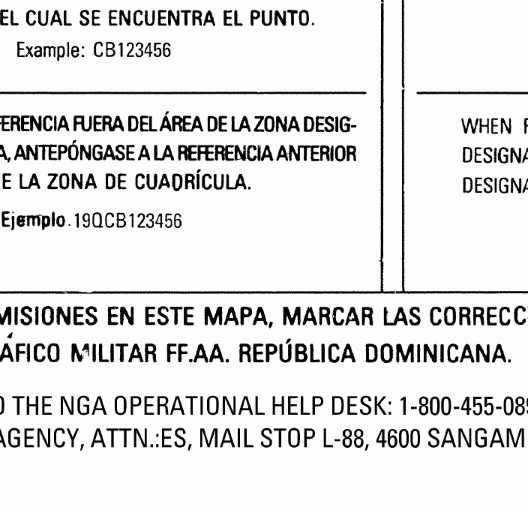 EL CUAL SE ENCUENTRA EL PUNTO.
Example: CB123456
FERENCIA FUERA DEL ÁREA DE LA ZONA DESIG-
A, ANTEPÓNGASE A LA REFERENCIA ANTERIOR
E LA ZONA DE CUADRÍCULA.
Ejemplo. 19QCB123456
WHEN
DESIGNA
DESIGNA
MISIONES EN ESTE MAPA, MARCAR LAS CORRECC
ÁFICO MILITAR FF.AA. REPÚBLICA DOMINICANA.
THE NGA OPERATIONAL HELP DESK: 1-800-455-089
AGENCY, ATTN.:ES, MAIL STOP L-88, 4600 SANGAM